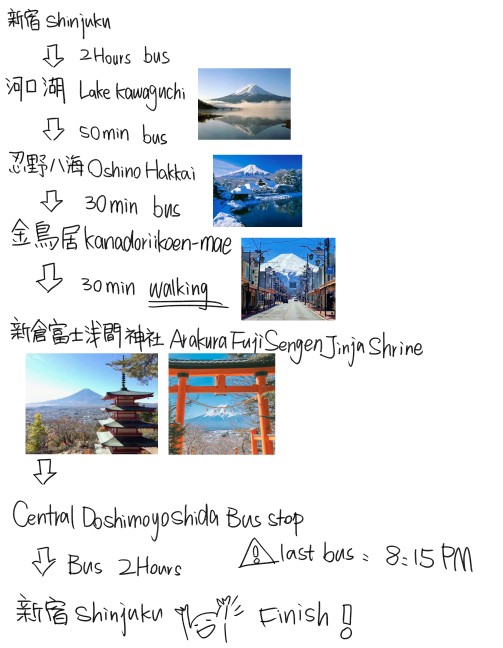 新宿 Shinjuku
2Hours bus
河口湖 Lake Kawaguchi
50min bus
忍野八海 Oshino Hakkai
30min bus
金鳥居 kanadoriikoen-mae
30min walking
新倉富士浅間神社 Arakura Fuji Sengen Jinja Shrine
Central Doshimoyoshida Bus stop
Bus 2Hours
last bus : 8:15PM
新宿 Shinjuku Finish!